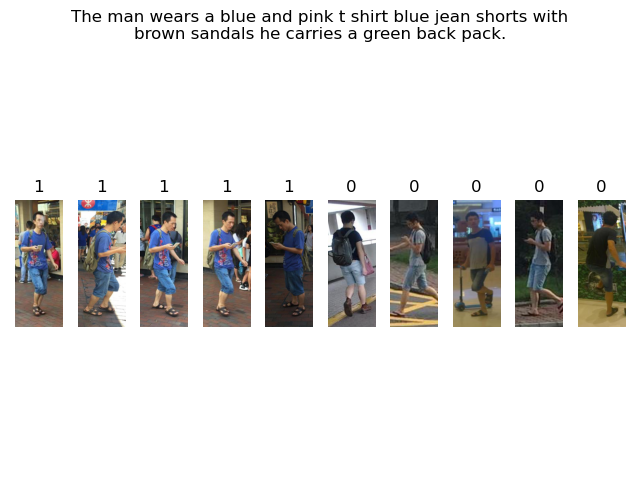 The man wears a blue and pink t shirt blue jean shorts with
brown sandals he carries a green back pack.
1 1 1 1 1 0 0 0 0 0